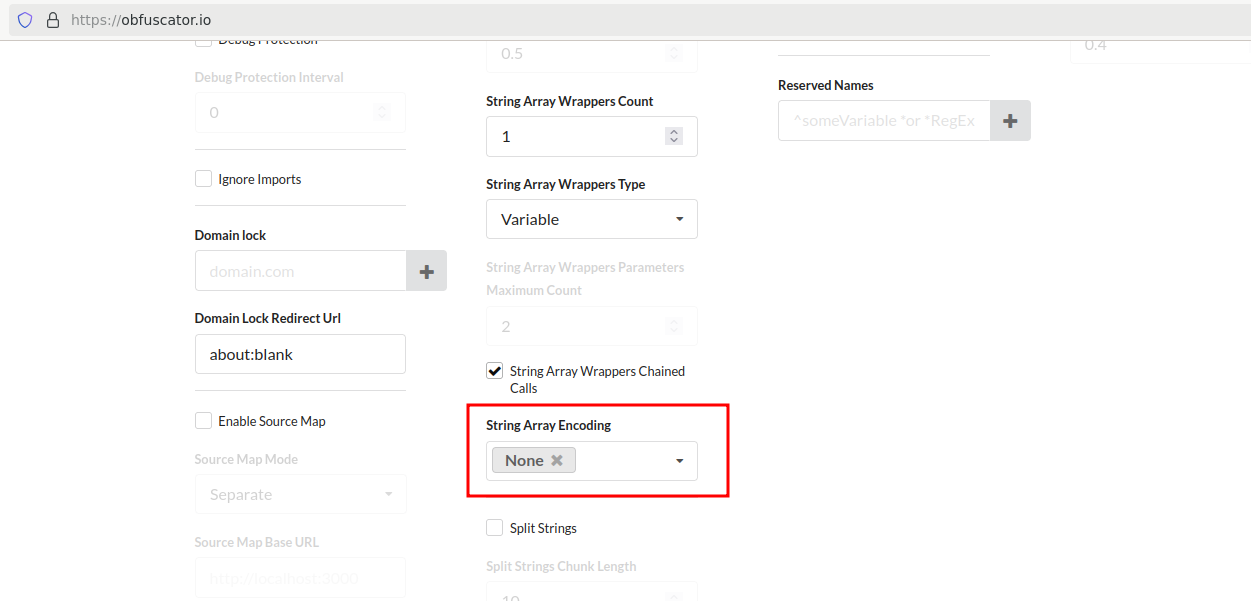 https://obfuscator.io
Debug Protection
Debug Protection Interval
0
Ignore Imports
Domain lock
domain.com
Domain Lock Redirect Url
about:blank
Enable Source Map
Source Map Mode
Separate
Source Map Base URL
http://localhost:3000
0.5
String Array Wrappers Count
1
String Array Wrappers Type
Variable
String Array Wrappers Parameters
Maximum Count
2
String Array Wrappers Chained
Calls
String Array Encoding
None
Split Strings
Split Strings Chunk Length
10
Reserved Names
^someVariable *or *RegEx
0.4